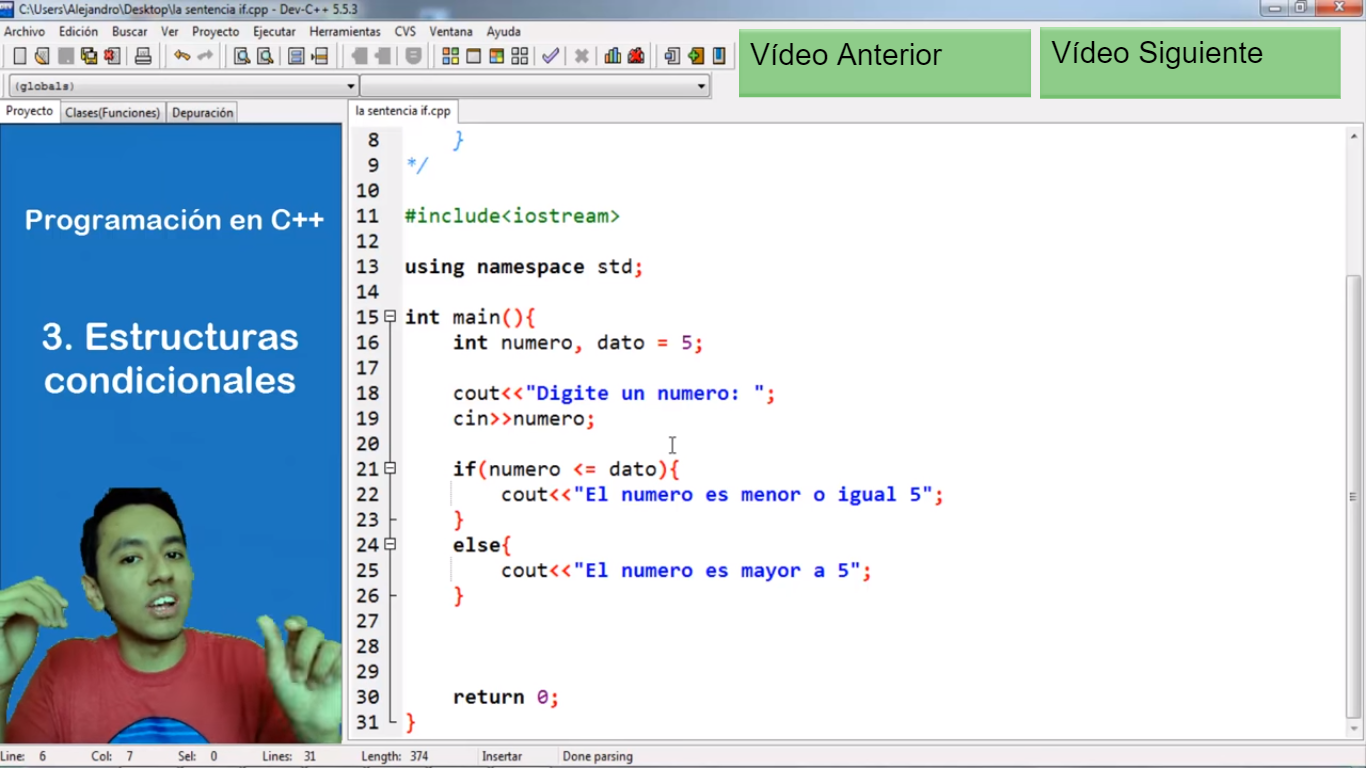 C:\Users\Alejandro\Desktop\la sentencia if.cpp - Dev-C++ 5.5.3
Archivo Edición Buscar Ver Proyecto Ejecutar Herramientas CVS Ventana Ayuda
Vídeo Anterior
Vídeo Siguiente
(globals)
Proyecto Clases(Funciones) Depuración
la sentencia if.cpp
Programación en C++
3. Estructuras
condicionales
8 }
9 */
10
11 #include<iostream>
12
13 using namespace std;
14
15 int main(){
16 int numero, dato = 5;
17
18 cout<<"Digite un numero: ";
19 cin>>numero;
20
21 if(numero <= dato){
22 cout<<"El numero es menor o igual 5";
23 }
24 else{
25 cout<<"El numero es mayor a 5";
26 }
27
28
29
30 return 0;
31 }
Line: 6 Col: 7 Sel: 0 Lines: 31 Length: 374 Insertar Done parsing